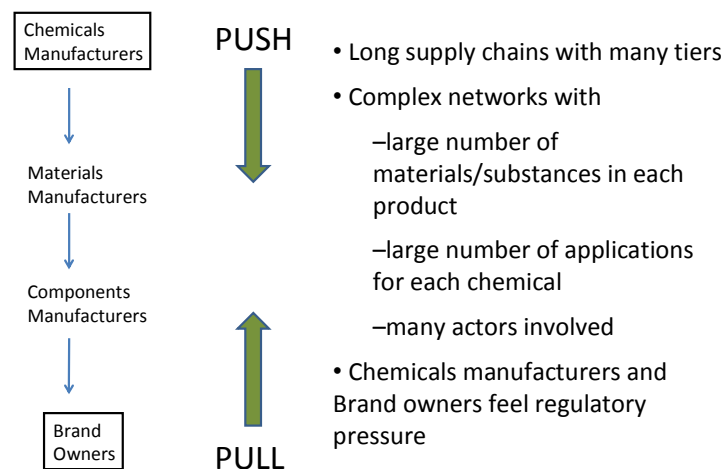 Chemicals
Manufacturers
Materials
Manufacturers
Components
Manufacturers
Brand
Owners
PUSH
PULL
• Long supply chains with many tiers
• Complex networks with
–large number of
materials/substances in each
product
–large number of applications
for each chemical
–many actors involved
• Chemicals manufacturers and
Brand owners feel regulatory
pressure